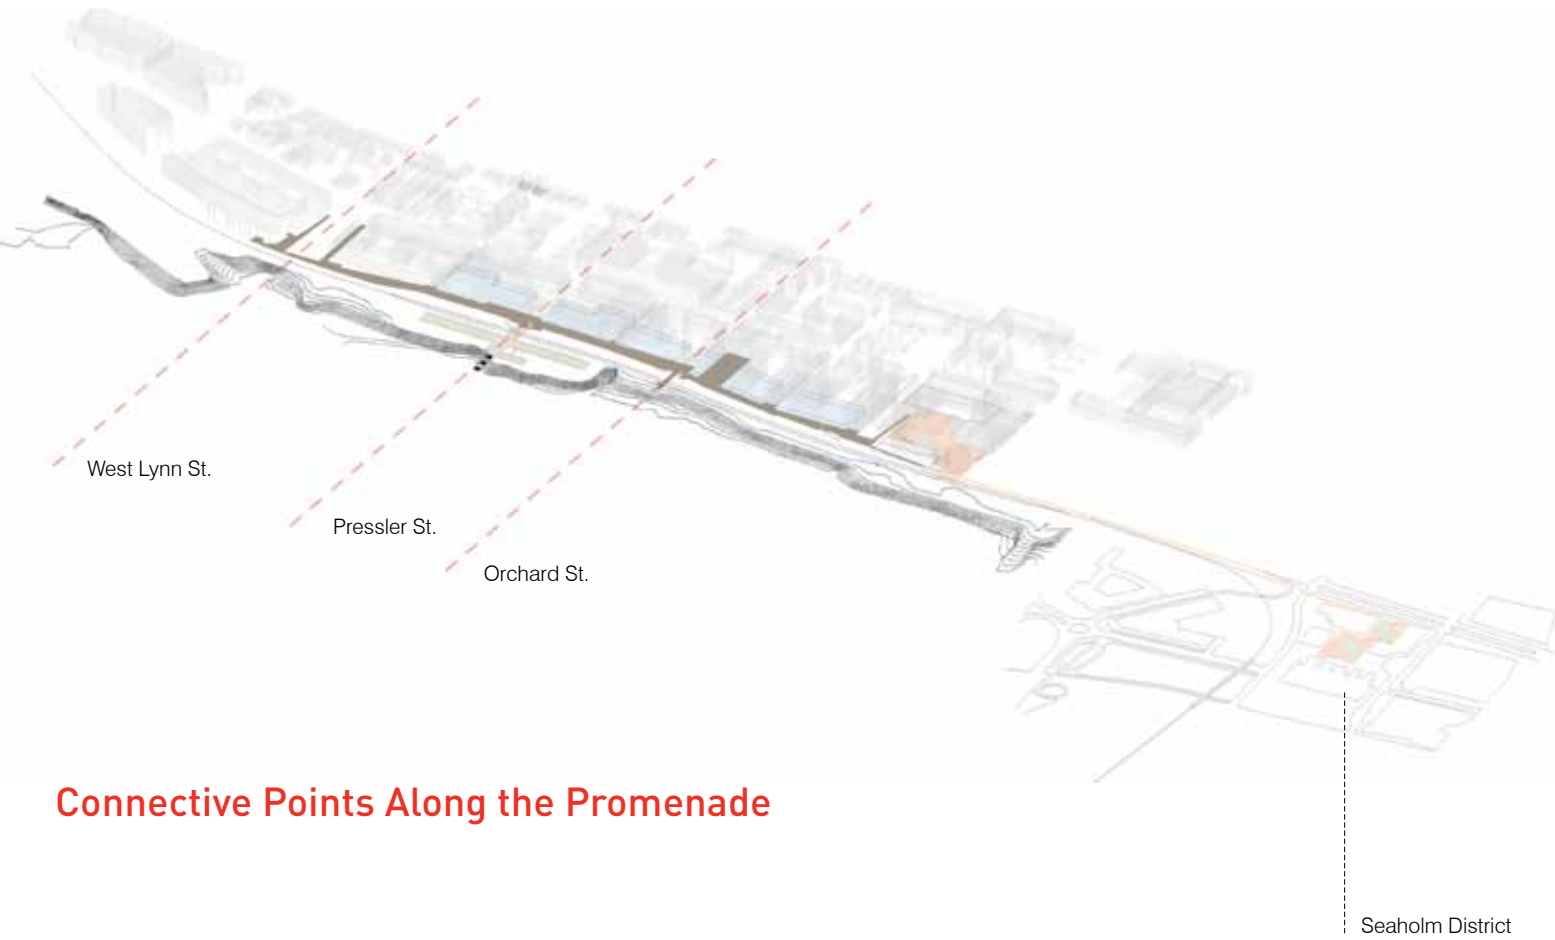 West Lynn St.
Pressler St.
Orchard St.
Connective Points Along the Promenade
Seaholm District